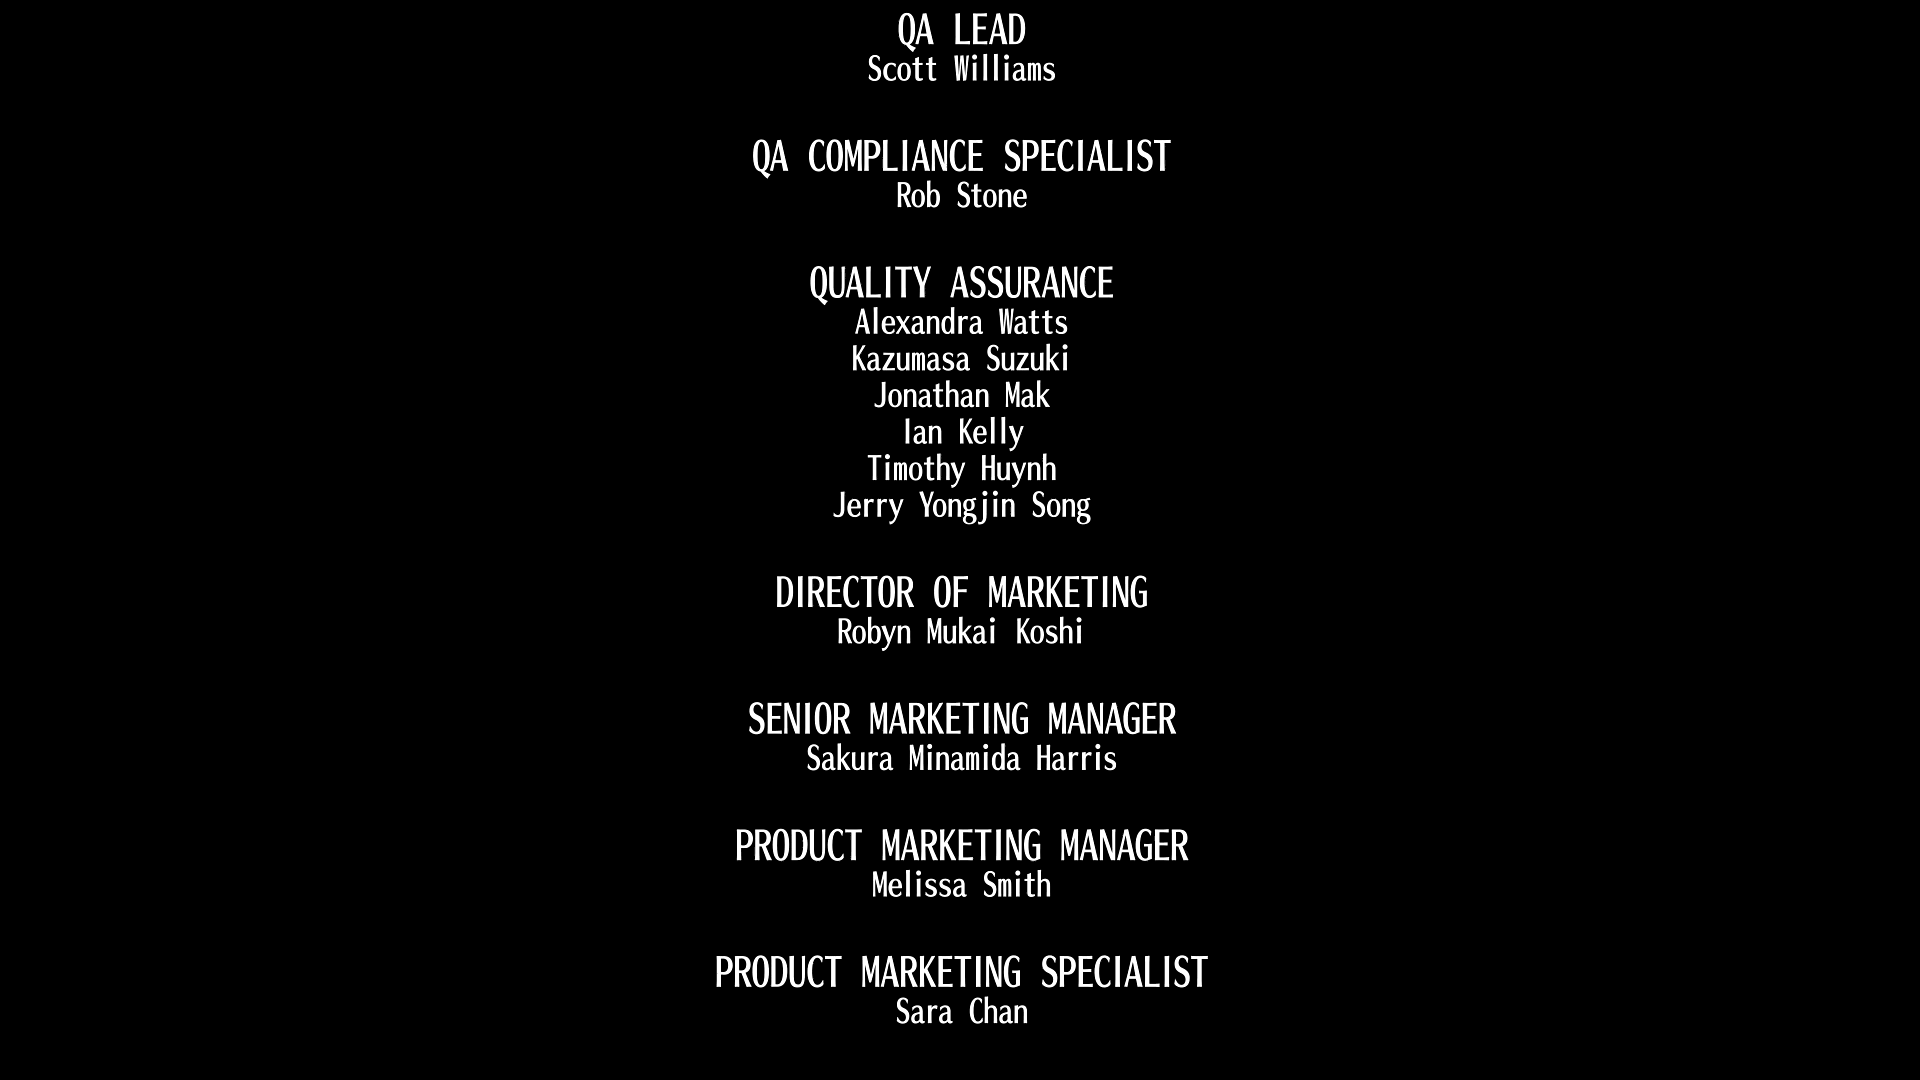 QA LEAD
Scott Williams
QA COMPLIANCE SPECIALIST
Rob Stone
QUALITY ASSURANCE
Alexandra Watts
Kazumasa Suzuki
Jonathan Mak
Ian Kelly
Timothy Huynh
Jerry Yongjin Song
DIRECTOR OF MARKETING
Robyn Mukai Koshi
SENIOR MARKETING MANAGER
Sakura Minamida Harris
PRODUCT MARKETING MANAGER
Melissa Smith
PRODUCT MARKETING SPECIALIST
Sara Chan